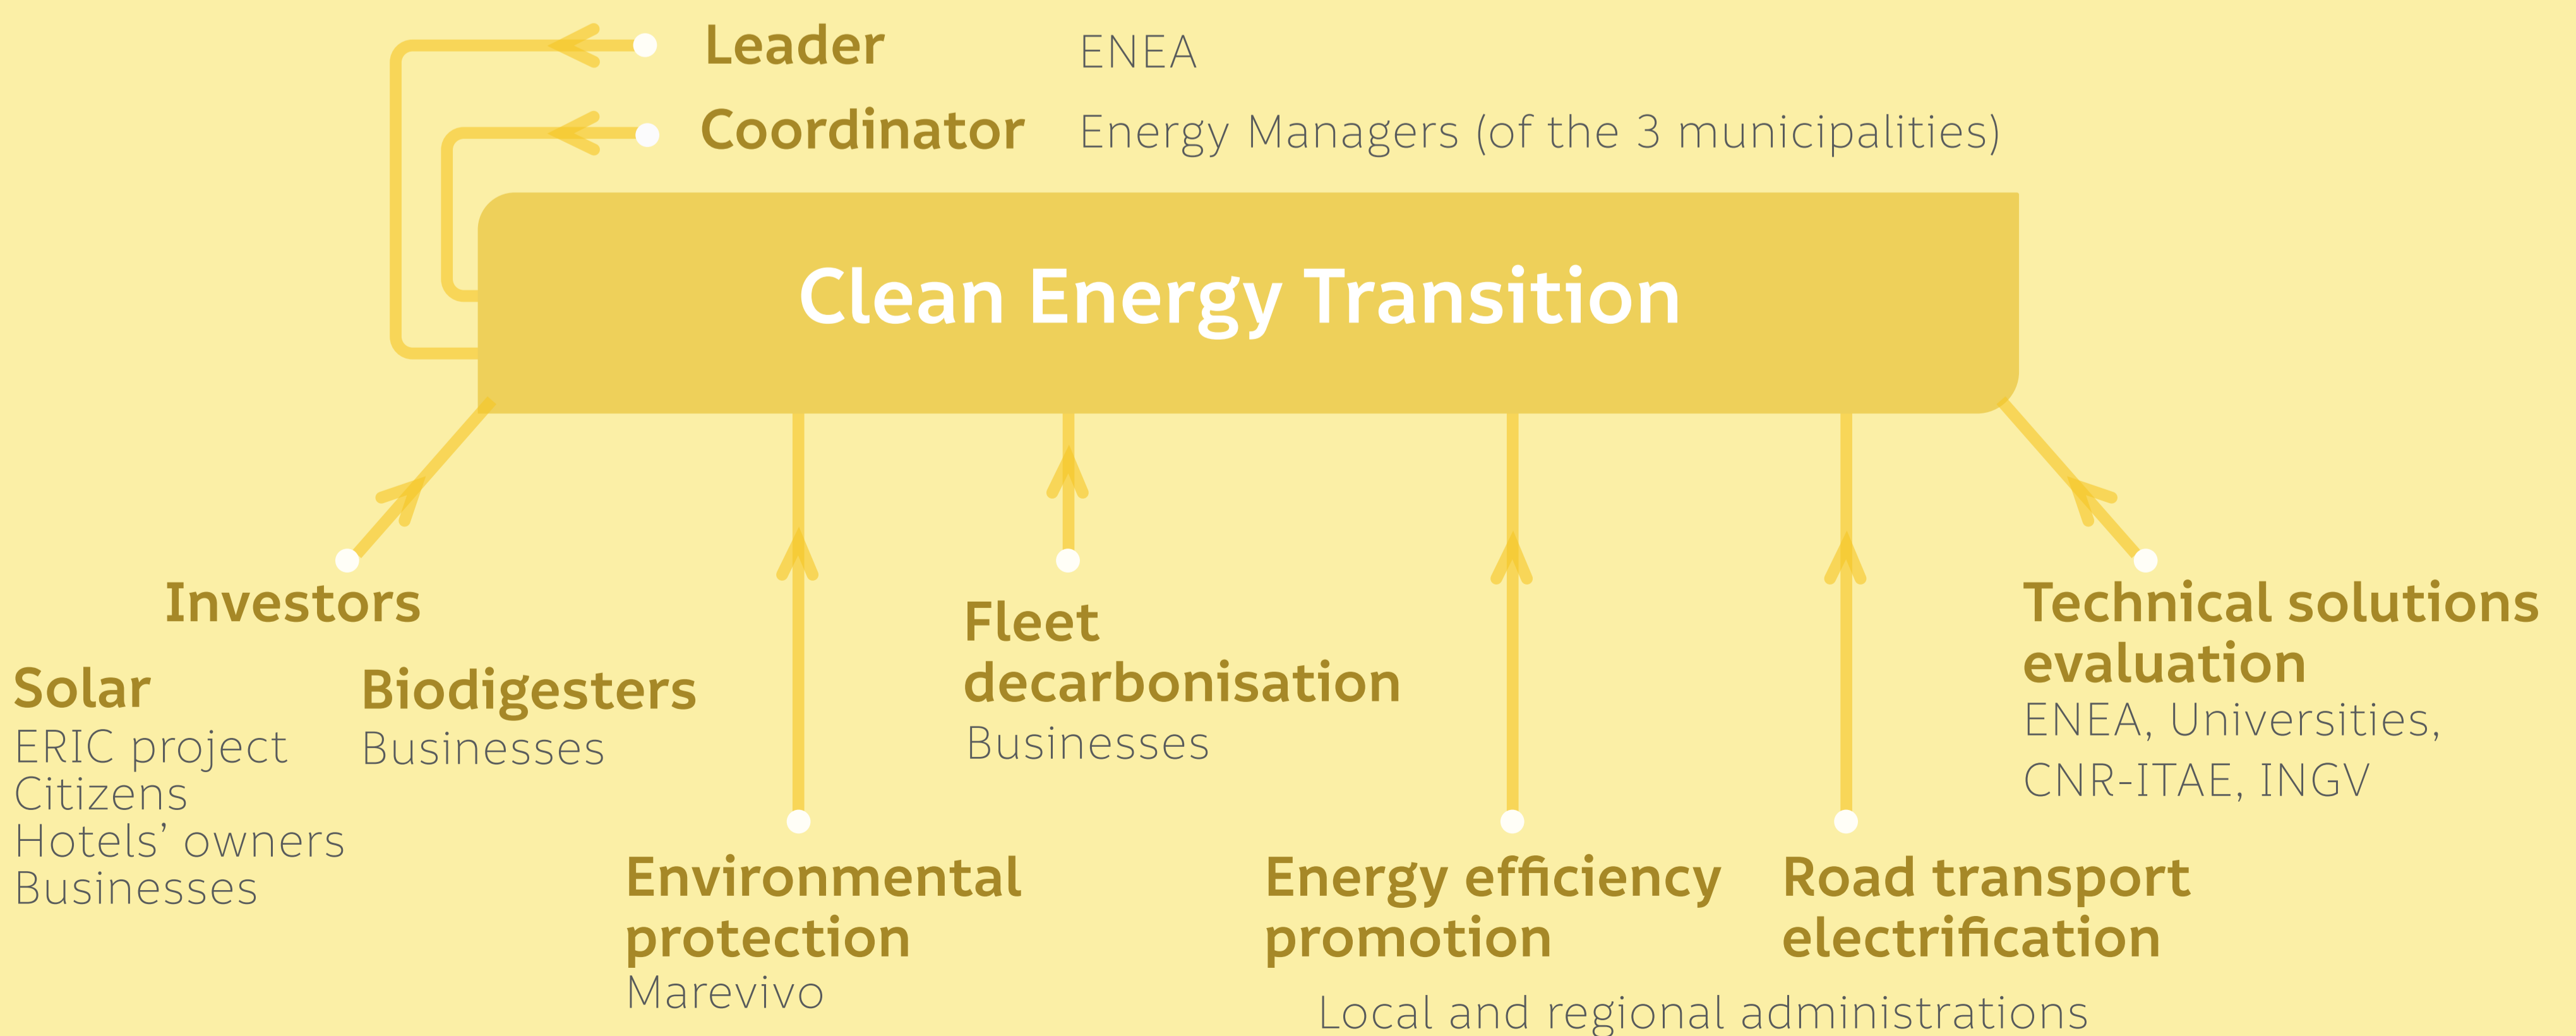 Leader
ENEA
Coordinator
Energy Managers (of the 3 municipalities)
Clean Energy Transition
Investors
Solar
ERIC project
Citizens
Hotels’ owners
Businesses
Biodigesters
Businesses
Environmental
protection
Marevivo
Fleet
decarbonisation
Businesses
Energy efficiency
promotion
Road transport
electrification
Local and regional administrations
Technical solutions
evaluation
ENEA, Universities,
CNR-ITAE, INGV